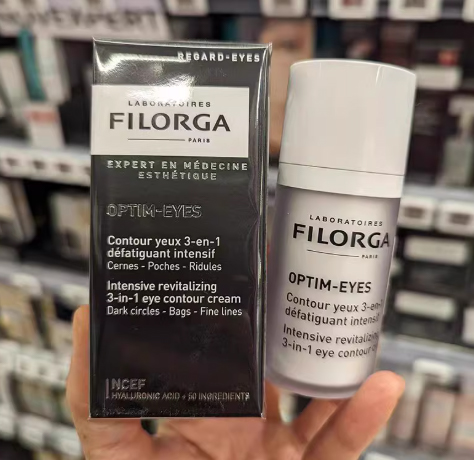 EXPERT
REGARD-EYES
LABORATOIRES
FILORGA
PARIS
EXPERT EN MÉDECINE
ESTHÉTIQUE
OPTIM-EYES
Contour yeux 3-en-1
défatiguant intensif
Cernes - Poches - Ridules
Intensive revitalizing
3-in-1 eye contour cream
Dark circles - Bags - Fine lines
NCEF
HYALURONIC ACID + 50 INGREDIENTS
LABORATOIRES
FILORGA
PARIS
OPTIM-EYES
Contour yeux 3-en-1
défatiguant intensif
Intensive revitalizing
3-in-1 eye contour